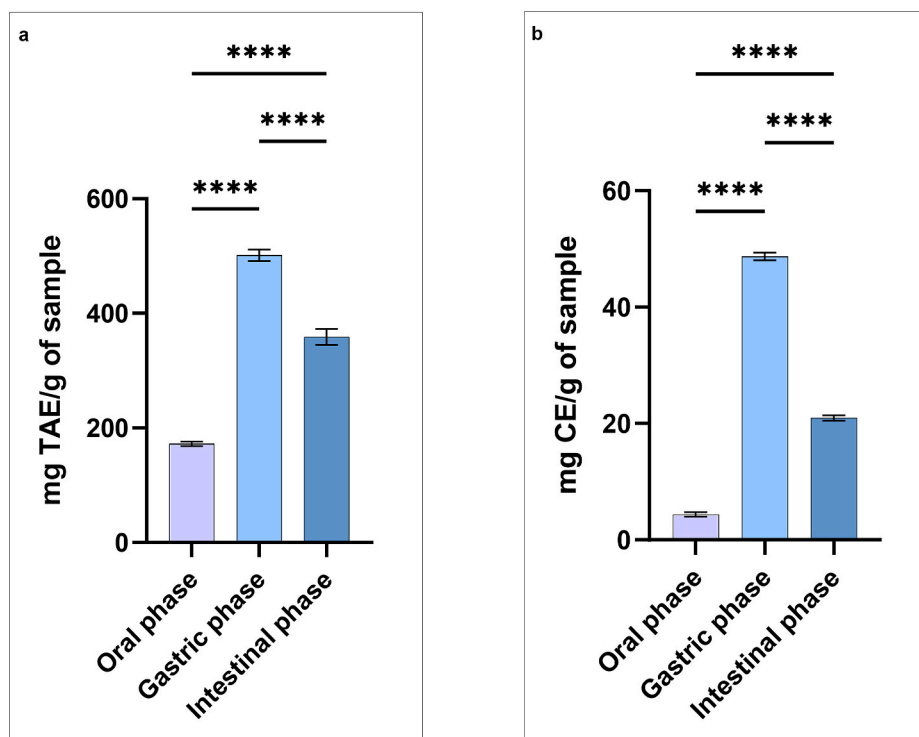 a
****
****
****
600
400
200
0
mg TAE/g of sample
Oral phase
Gastric phase
Intestinal phase
b
****
****
****
60
40
20
0
mg CE/g of sample
Oral phase
Gastric phase
Intestinal phase